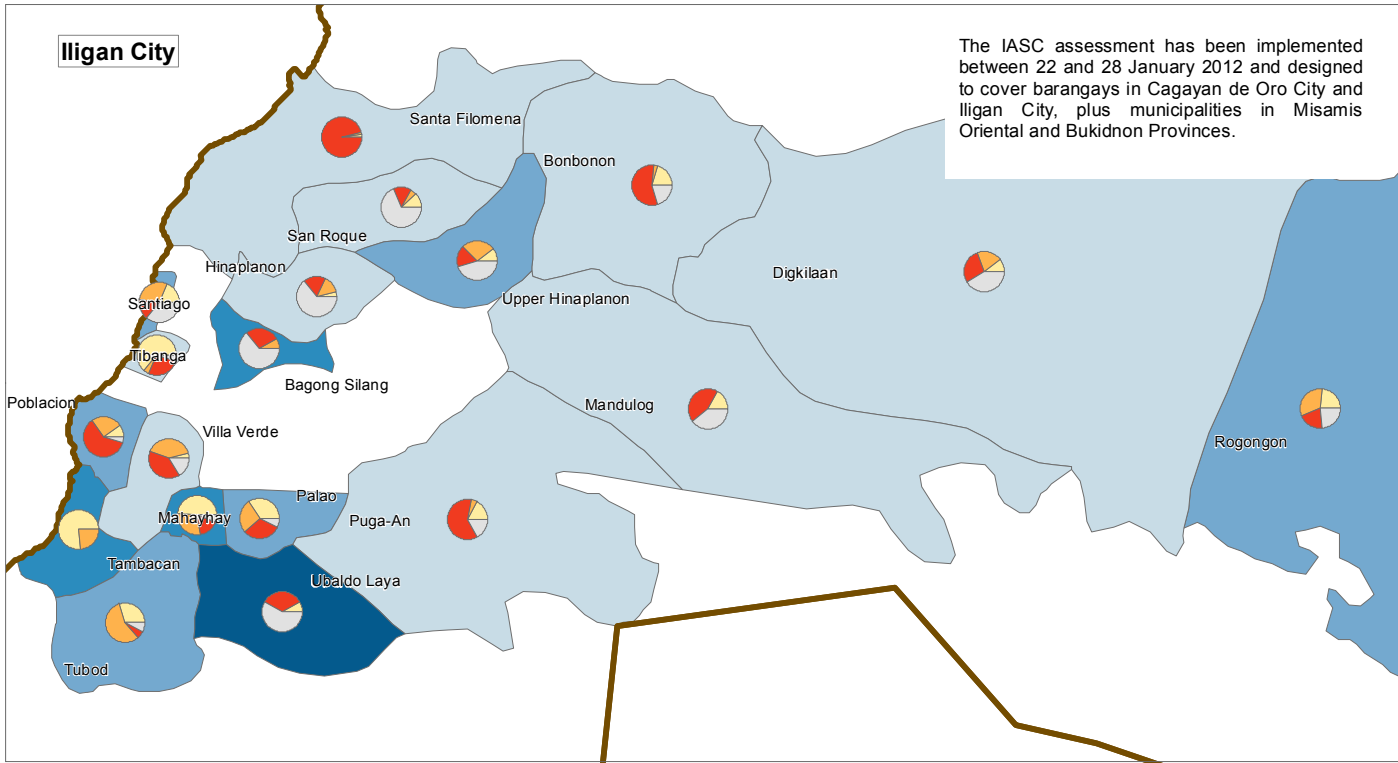 Iligan City
The IASC assessment has been implemented
between 22 and 28 January 2012 and designed
to cover barangays in Cagayan de Oro City and
Iligan City, plus municipalities in Misamis
Oriental and Bukidnon Provinces.
Santa Filomena
Bonbonon
San Roque
Hinaplanon
Digkilaan
Upper Hinaplanon
Santiago
Tibanga
Bagong Silang
Poblacion
Mandulog
Villa Verde
Rogongon
Palao
Mahayhay
Puga-An
Tambacan
Ubaldo Laya
Tubod